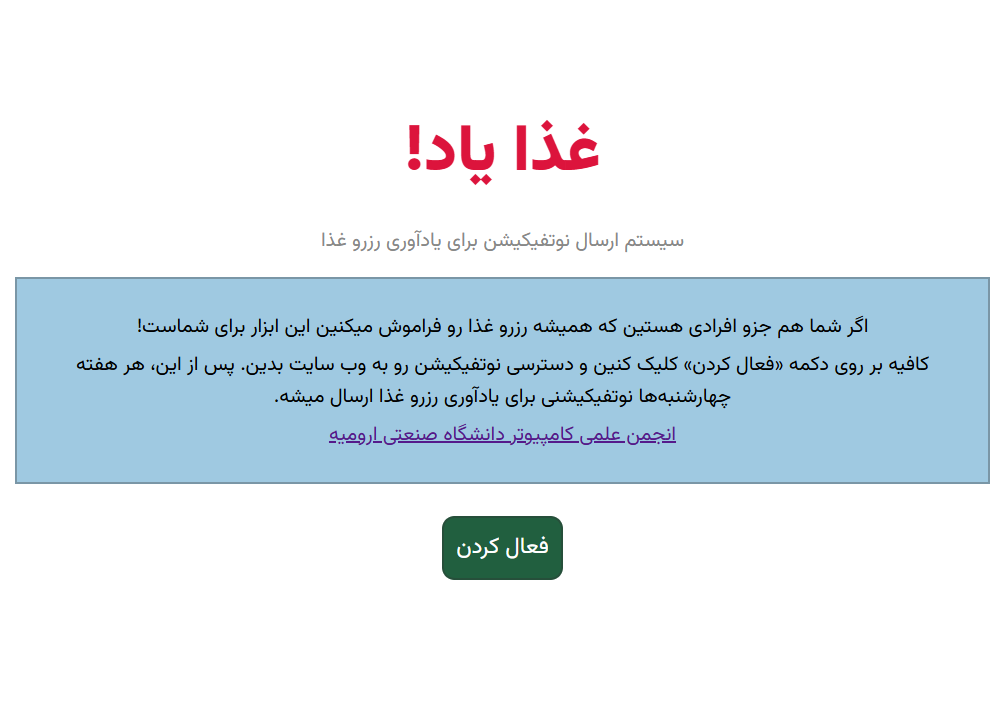 غذا یاد!
سیستم ارسال نوتفیکیشن برای یادآوری رزرو غذا
اگر شما هم جزو افرادی هستین که همیشه رزرو غذا رو فراموش میکنین این ابزار برای شماست!
کافیه بر روی دکمه «فعال کردن» کلیک کنین و دسترسی نوتفیکیشن رو به وب سایت بدین. پس از این، هر هفته
چهارشنبه‌ها نوتفیکیشنی برای یادآوری رزرو غذا ارسال میشه.
انجمن علمی کامپیوتر دانشگاه صنعتی ارومیه
فعال کردن